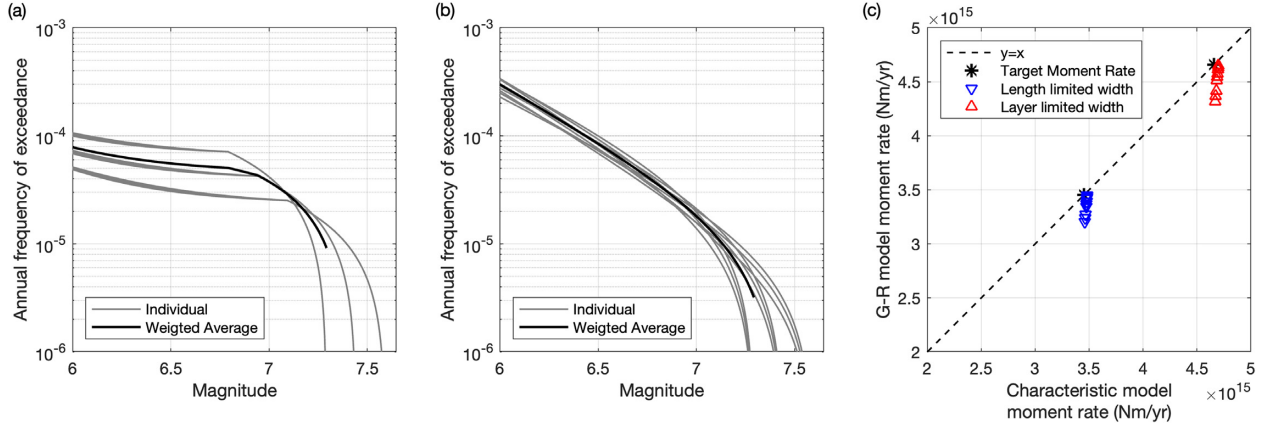 (a)
10⁻³
10⁻⁴
10⁻⁵
10⁻⁶
Annual frequency of exceedance
Individual
Weigted Average
6
6.5
7
7.5
Magnitude
(b)
10⁻³
10⁻⁴
10⁻⁵
10⁻⁶
Annual frequency of exceedance
Individual
Weigted Average
6
6.5
7
7.5
Magnitude
(c)
×10¹⁵
5
4.5
4
3.5
3
2.5
2
G-R model moment rate (Nm/yr)
y=x
Target Moment Rate
Length limited width
Layer limited width
2
2.5
3
3.5
4
4.5
5
Characteristic model
moment rate (Nm/yr)
×10¹⁵